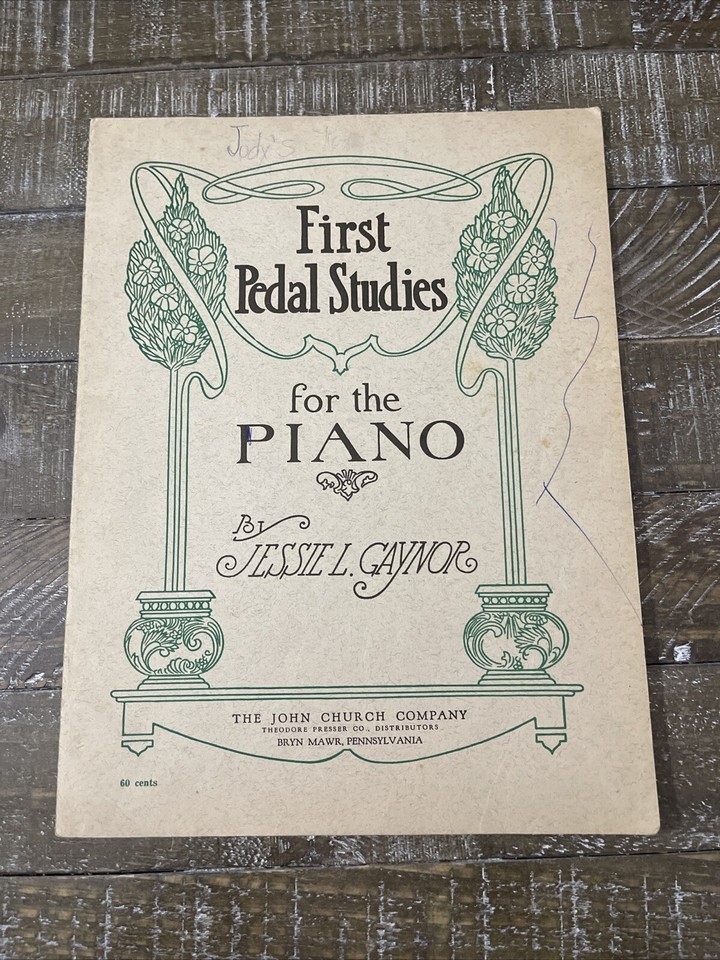 Judy's
First
Pedal Studies
for the
PIANO
By
JESSIE L. GAYNOR
THE JOHN CHURCH COMPANY
THEODORE PRESSER CO., DISTRIBUTORS
BRYN MAWR, PENNSYLVANIA
60 cents